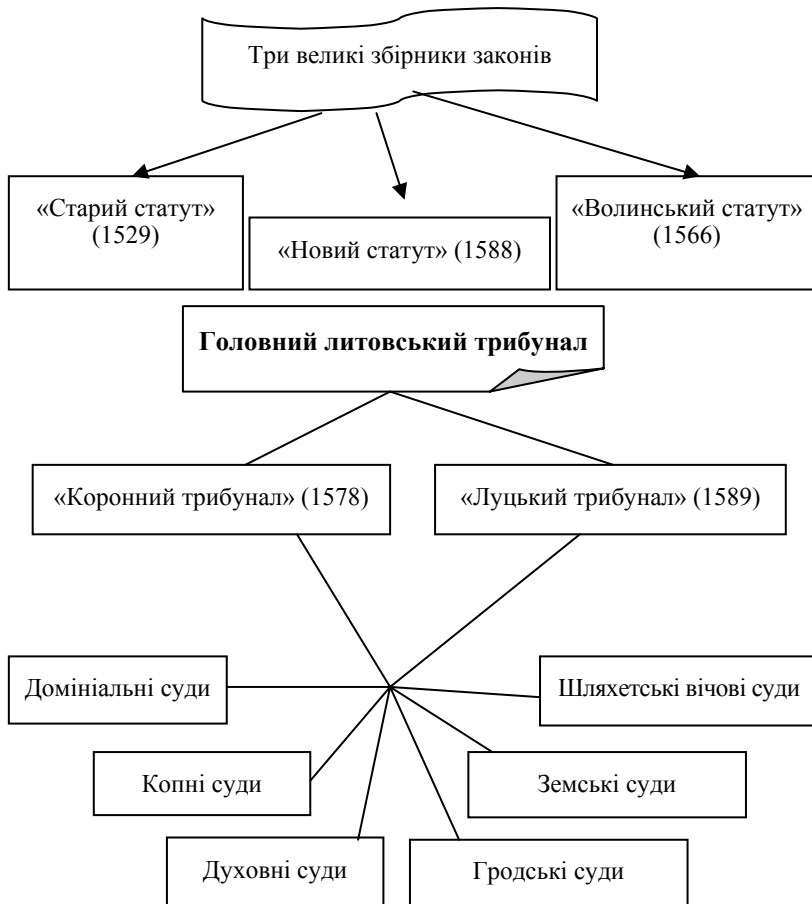 Три великі збірники законів
«Старий статут»
(1529)
«Новий статут» (1588)
«Волинський статут»
(1566)
Головний литовський трибунал
«Коронний трибунал» (1578)
«Луцький трибунал» (1589)
Домініальні суди
Шляхетські вічові суди
Копні суди
Земські суди
Духовні суди
Гродські суди